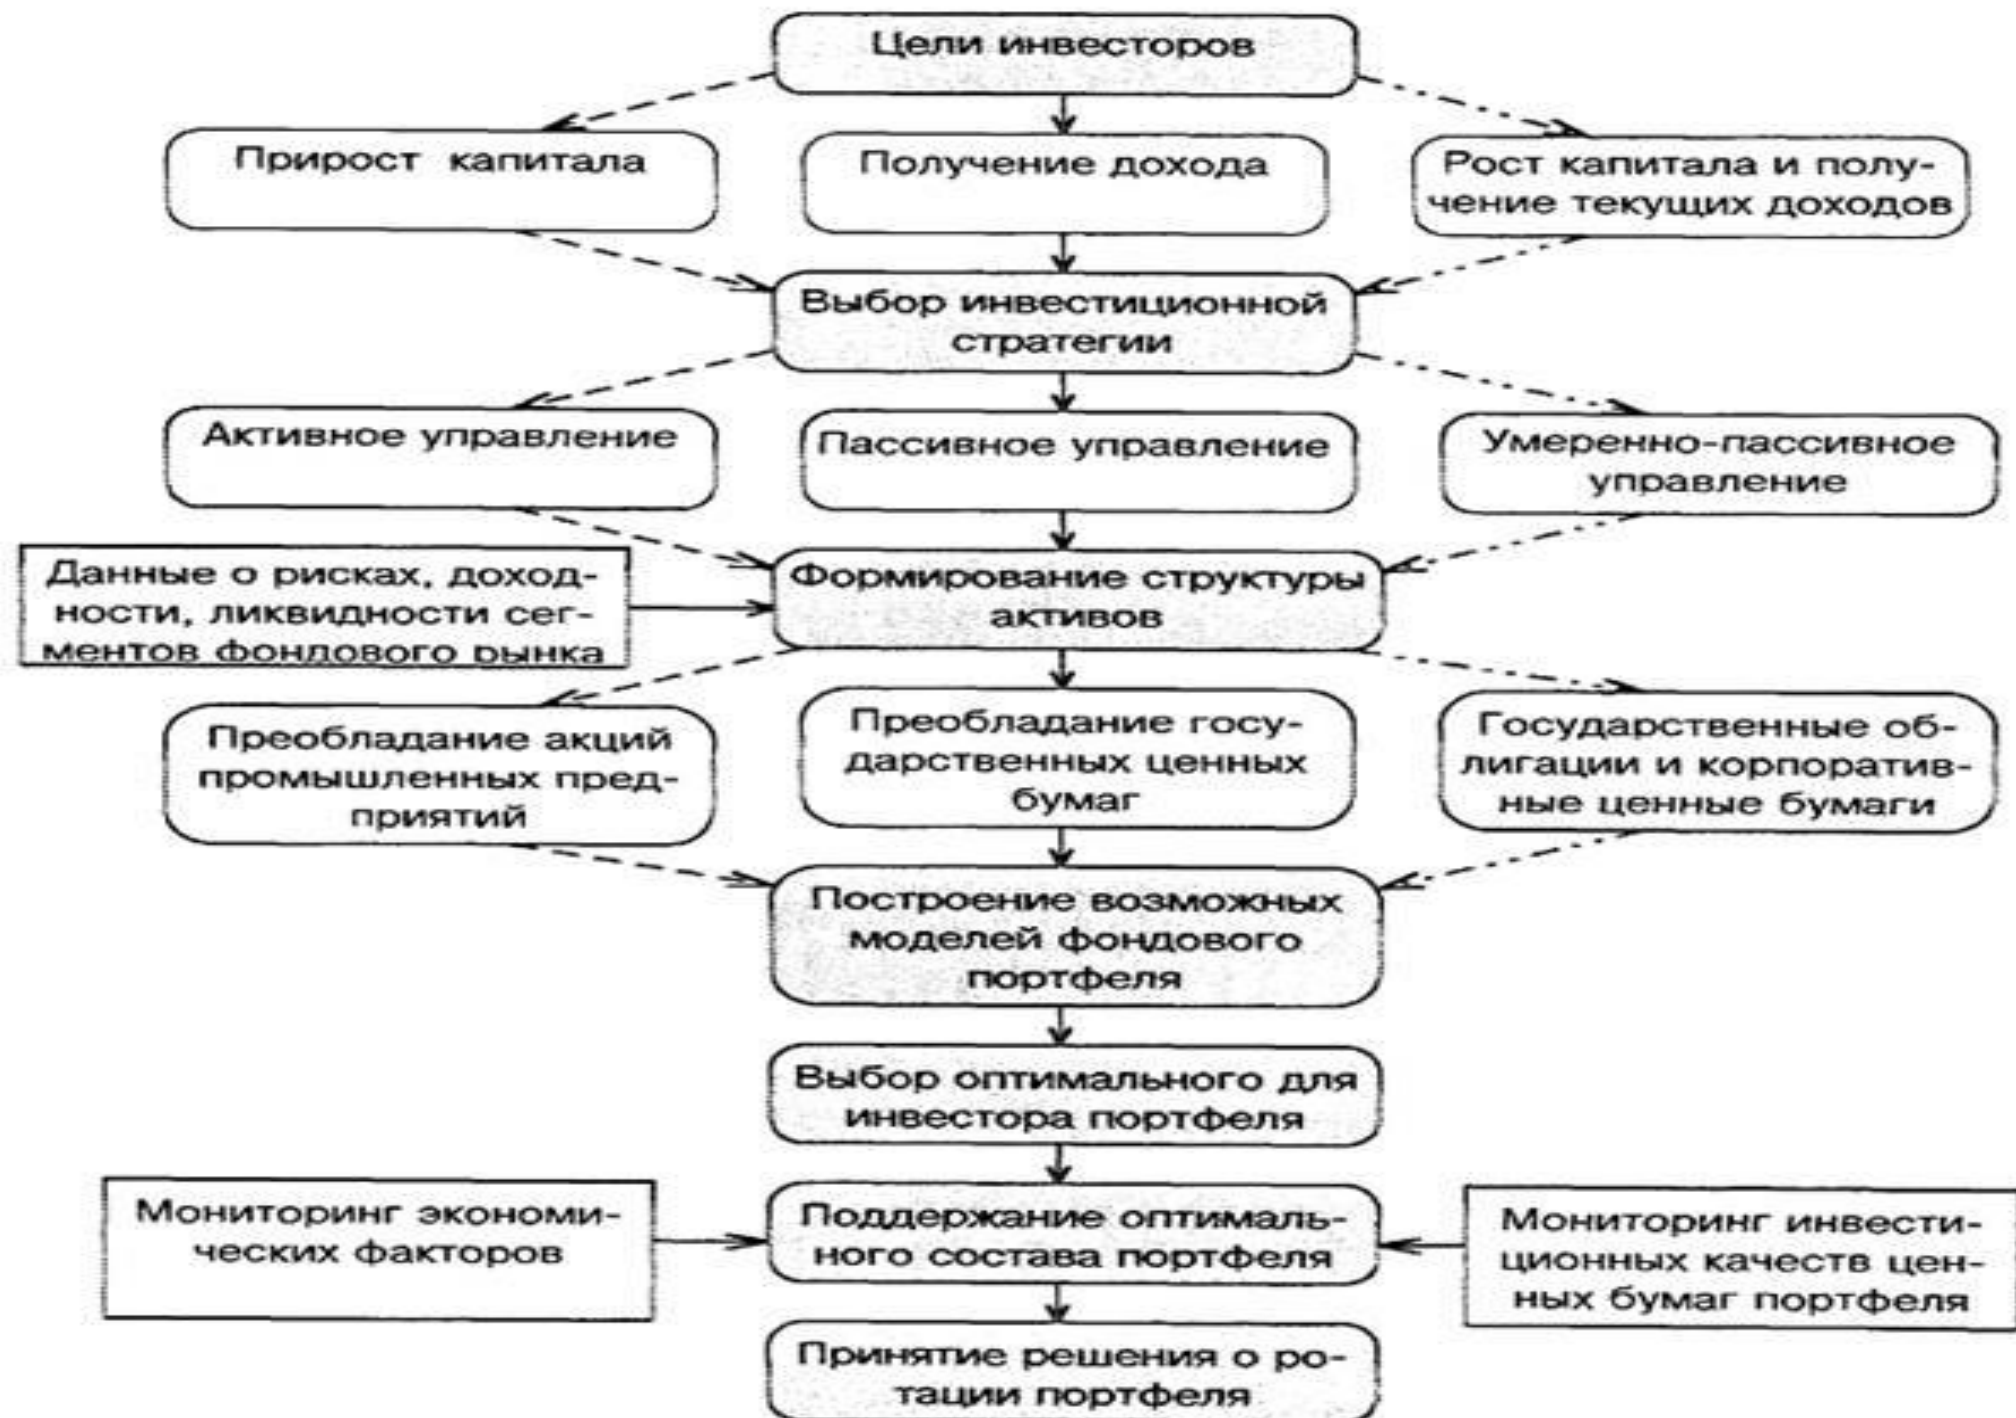 Цели инвесторов
Прирост капитала
Получение дохода
Рост капитала и полу-
чение текущих доходов
Выбор инвестиционной
стратегии
Активное управление
Пассивное управление
Умеренно-пассивное
управление
Данные о рисках, доход-
ности, ликвидности сег-
ментов фондового рынка
Формирование структуры
активов
Преобладание акций
промышленных пред-
приятий
Преобладание госу-
дарственных ценных
бумаг
Государственные об-
лигации и корпоратив-
ные ценные бумаги
Построение возможных
моделей фондового
портфеля
Выбор оптимального для
инвестора портфеля
Мониторинг экономи-
ческих факторов
Поддержание оптималь-
ного состава портфеля
Мониторинг инвести-
ционных качеств цен-
ных бумаг портфеля
Принятие решения о ро-
тации портфеля